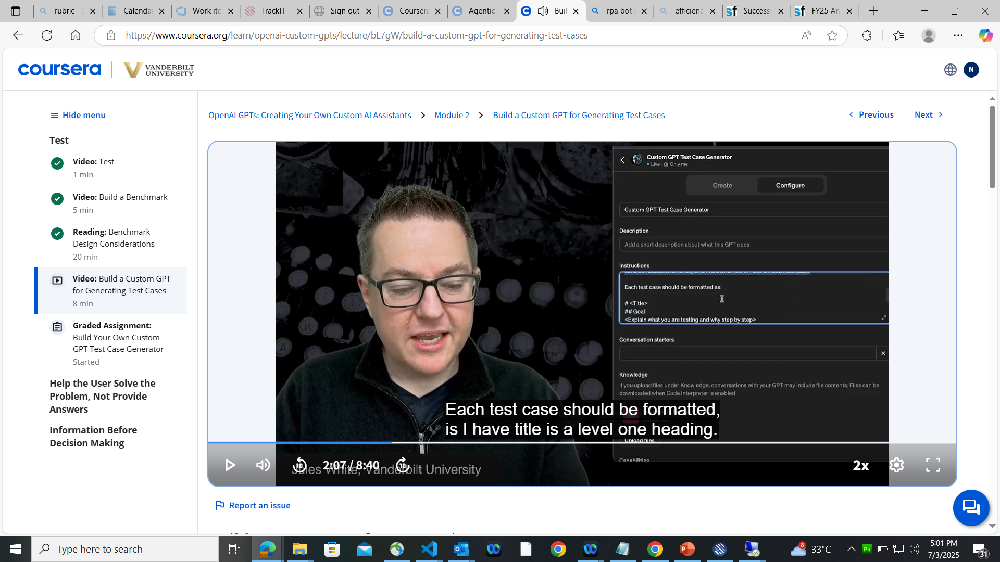 rubric - S
Calendar
Work ite
TrackIT -
Sign out
Coursera
Agentic A
Buil
rpa bot e
efficienc
Successf
FY25 An
https://www.coursera.org/learn/openai-custom-gpts/lecture/bL7gW/build-a-custom-gpt-for-generating-test-cases
coursera
VANDERBILT
UNIVERSITY
N
Hide menu
OpenAI GPTs: Creating Your Own Custom AI Assistants
Module 2
Build a Custom GPT for Generating Test Cases
Previous
Next
Test
Video: Test
1 min
Video: Build a Benchmark
5 min
Reading: Benchmark
Design Considerations
20 min
Video: Build a Custom GPT
for Generating Test Cases
8 min
Graded Assignment:
Build Your Own Custom
GPT Test Case Generator
Started
Help the User Solve the
Problem, Not Provide
Answers
Information Before
Decision Making
Custom GPT Test Case Generator
Live · Only me
Create
Configure
Custom GPT Test Case Generator
Description
Add a short description about what this GPT does
Instructions
Each test case should be formatted as:
# <Title>
## Goal
<Explain what you are testing and why step by step>
Conversation starters
Knowledge
If you upload files under Knowledge, conversations with your GPT may include file contents. Files can be
downloaded when Code Interpreter is enabled
Each test case should be formatted,
is I have title is a level one heading.
Upload files
Capabilities
2:07 / 8:40
Jules White, Vanderbilt University
2x
Report an issue
Type here to search
8
33°C
5:01 PM
7/3/2025
31